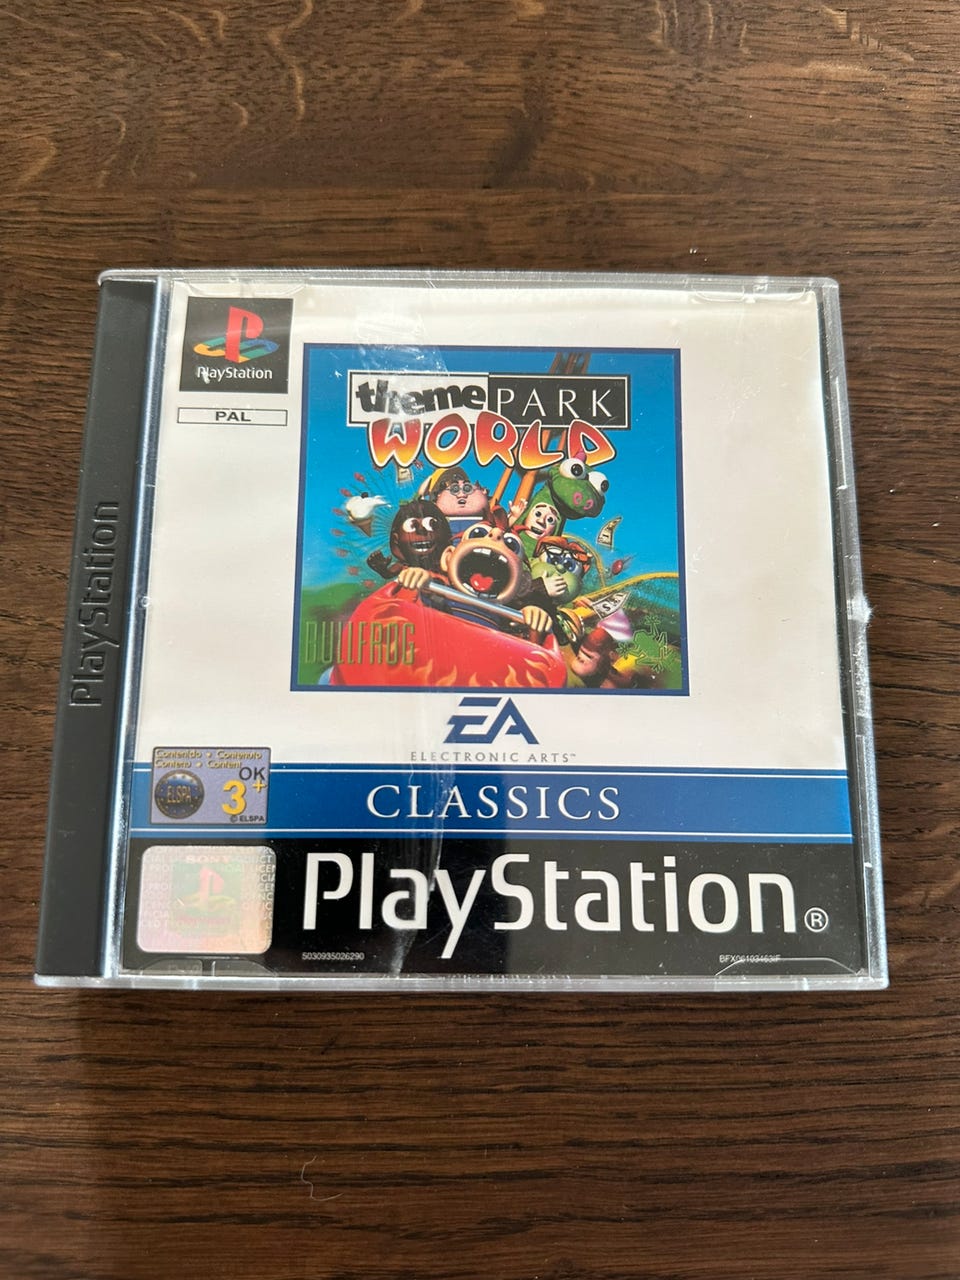 PlayStation
PlayStation
PAL
theme PARK
WORLD
BULLFROG
EA
ELECTRONIC ARTS™
Contenido • Contenuto
Conteno • Content
OK
ELSPA
3+
© ELSPA
CLASSICS
SONY
PlayStation®
5030935026290